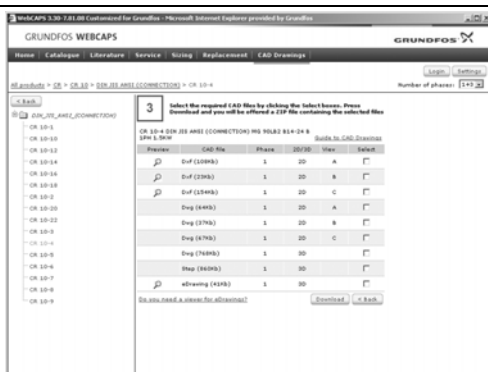 WebCAPS 3.30-7.01.08 Customized for Grundfos - Microsoft Internet Explorer provided by Grundfos
GRUNDFOS WEBCAPS
GRUNDFOS
Home Catalogue Literature Service Sizing Replacement CAD Drawings
Login Settings
All products > CR > CR 10 > DIN JIS ANSI (CONNECTION) > CR 10-4
Number of phases: 1+3
< Back
DIN_JIS_ANSI_(CONNECTION)
CR 10-1
CR 10-10
CR 10-12
CR 10-14
CR 10-16
CR 10-18
CR 10-2
CR 10-20
CR 10-22
CR 10-3
CR 10-4
CR 10-5
CR 10-6
CR 10-7
CR 10-8
CR 10-9
3
Select the required CAD files by clicking the Select boxes. Press
Download and you will be offered a ZIP file containing the selected files
CR 10-4 DIN JIS ANSI (CONNECTION) MG 90LB2 B14-24 B
1PH 1.5KW
Guide to CAD Drawings
Preview CAD file Phase 2D/3D View Select
Dxf (108Kb) 1 2D A
Dxf (23Kb) 1 2D B
Dxf (154Kb) 1 2D C
Dwg (64Kb) 1 2D A
Dwg (37Kb) 1 2D B
Dwg (67Kb) 1 2D C
Dwg (768Kb) 1 3D
Step (860Kb) 1 3D
eDrawing (41Kb) 1 3D
Do you need a viewer for eDrawings?
Download < Back